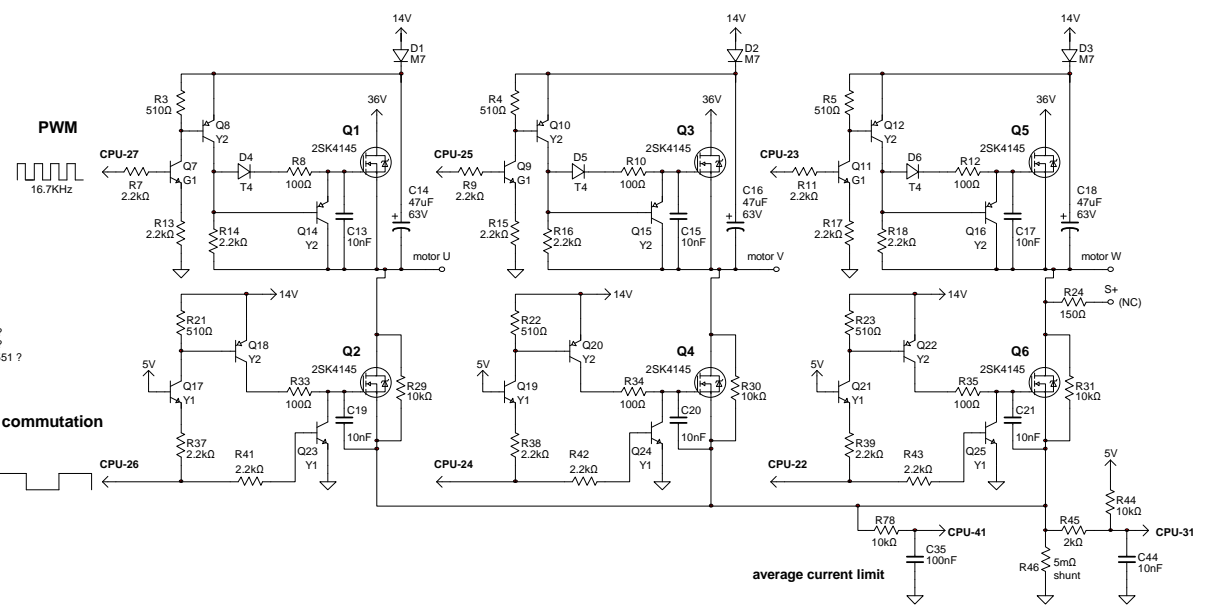 14V
D1
M7
R3
510Ω
Q8
Y2
36V
Q1
2SK4145
PWM
16.7KHz
CPU-27
R7
2.2kΩ
Q7
G1
D4
T4
R8
100Ω
C14
47uF
63V
R13
2.2kΩ
R14
2.2kΩ
Q14
Y2
C13
10nF
motor U
14V
D2
M7
R4
510Ω
Q10
Y2
36V
Q3
2SK4145
CPU-25
R9
2.2kΩ
Q9
G1
D5
T4
R10
100Ω
C16
47uF
63V
R15
2.2kΩ
R16
2.2kΩ
Q15
Y2
C15
10nF
motor V
14V
D3
M7
R5
510Ω
Q12
Y2
36V
Q5
2SK4145
CPU-23
R11
2.2kΩ
Q11
G1
D6
T4
R12
100Ω
C18
47uF
63V
R17
2.2kΩ
R18
2.2kΩ
Q16
Y2
C17
10nF
motor W
R24
150Ω
S+
(NC)
51 ?
commutation
14V
R21
510Ω
Q18
Y2
Q2
2SK4145
5V
Q17
Y1
R33
100Ω
R29
10kΩ
C19
10nF
R37
2.2kΩ
Q23
Y1
CPU-26
R41
2.2kΩ
14V
R22
510Ω
Q20
Y2
Q4
2SK4145
5V
Q19
Y1
R34
100Ω
R30
10kΩ
C20
10nF
R38
2.2kΩ
Q24
Y1
CPU-24
R42
2.2kΩ
14V
R23
510Ω
Q22
Y2
Q6
2SK4145
5V
Q21
Y1
R35
100Ω
R31
10kΩ
C21
10nF
R39
2.2kΩ
Q25
Y1
CPU-22
R43
2.2kΩ
5V
R44
10kΩ
R78
10kΩ
CPU-41
C35
100nF
R45
2kΩ
CPU-31
R46
5mΩ
shunt
C44
10nF
average current limit